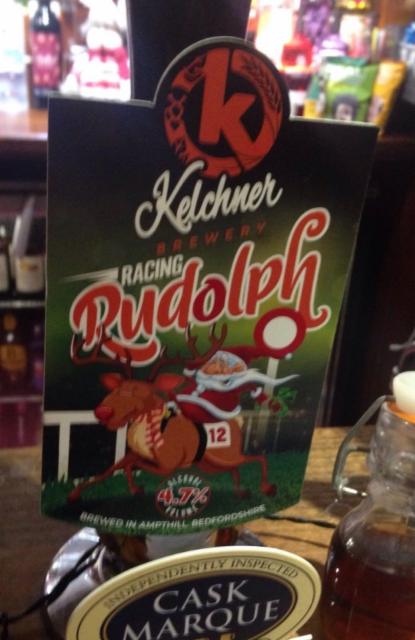 k
Kelchner
BREWERY
RACING
Rudolph
12
ALCOHOL
4.7%
VOLUME
BREWED IN AMPTHILL BEDFORDSHIRE
INDEPENDENTLY INSPECTED
CASK
MARQUE